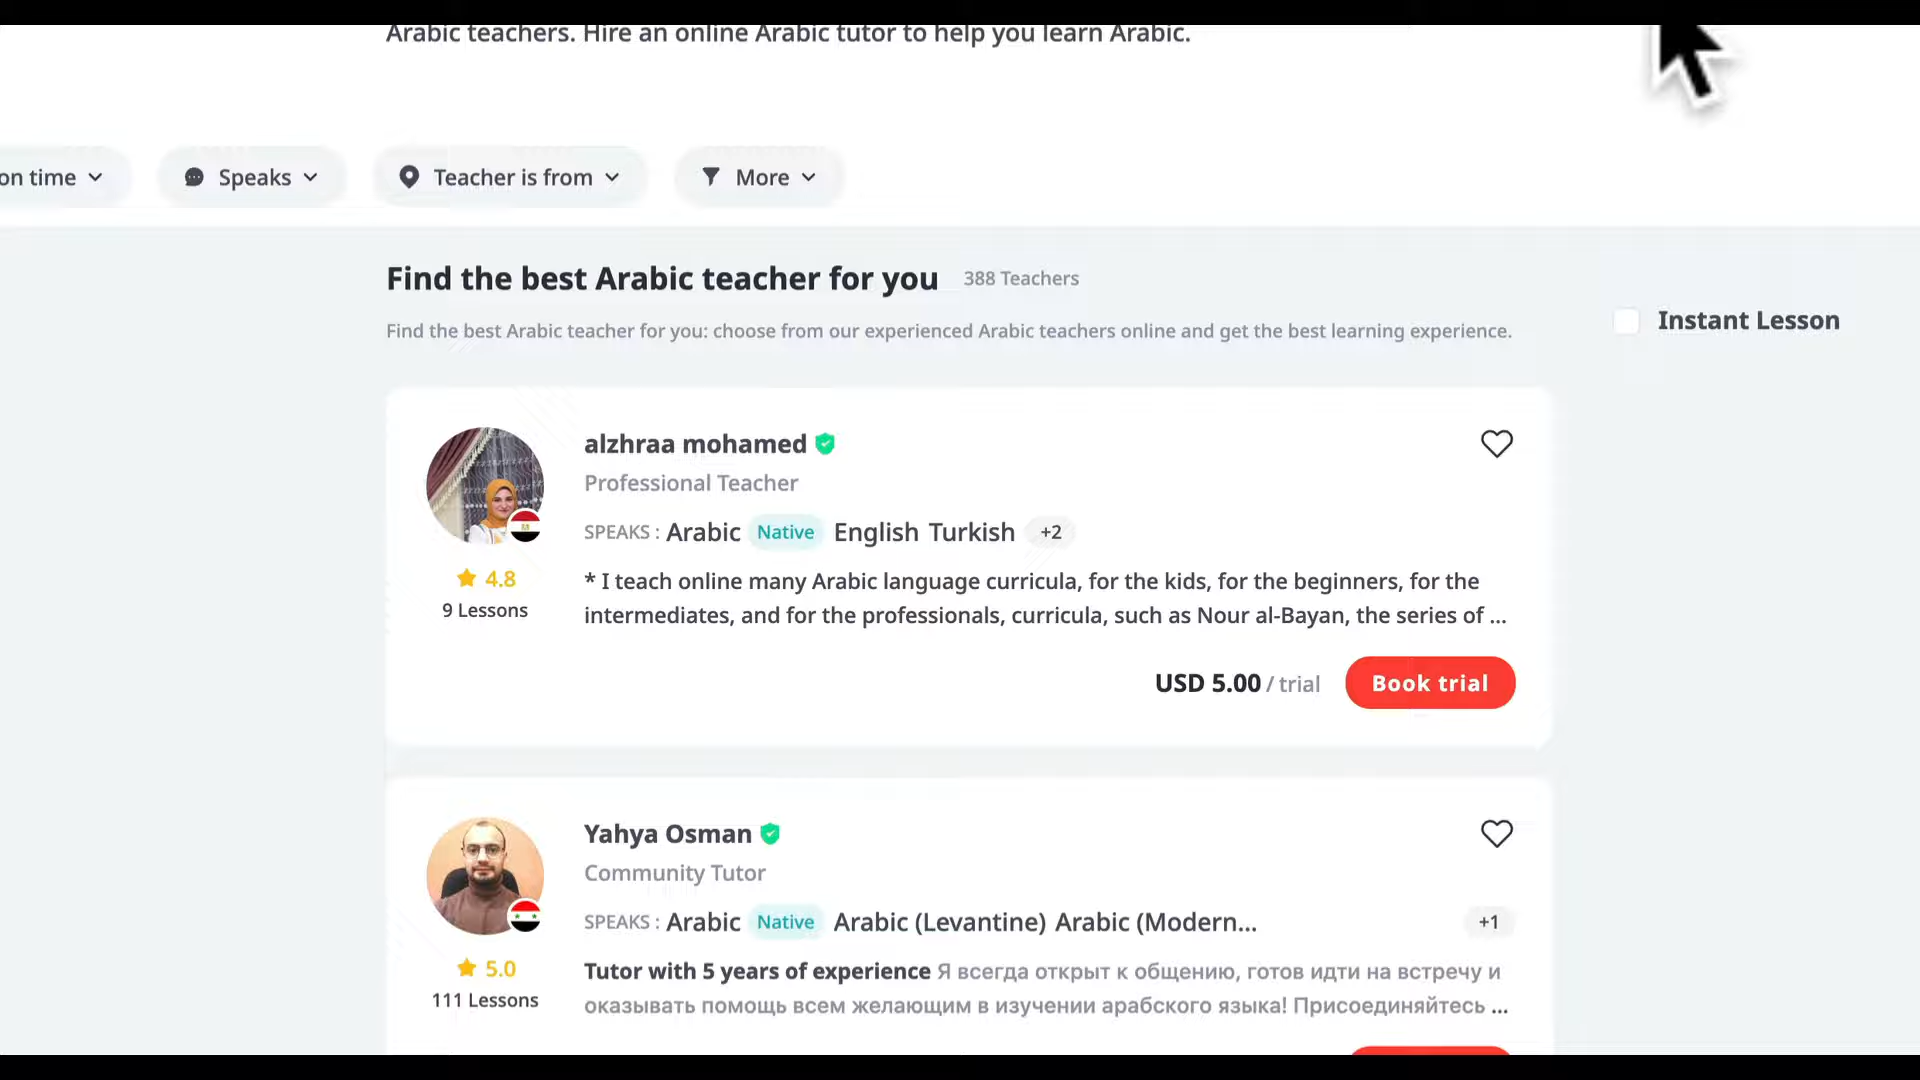 Arabic teachers. Hire an online Arabic tutor to help you learn Arabic.
on time Speaks Teacher is from More
Find the best Arabic teacher for you 388 Teachers
Find the best Arabic teacher for you: choose from our experienced Arabic teachers online and get the best learning experience.
Instant Lesson
alzhraa mohamed
Professional Teacher
SPEAKS : Arabic Native English Turkish +2
4.8
9 Lessons
* I teach online many Arabic language curricula, for the kids, for the beginners, for the
intermediates, and for the professionals, curricula, such as Nour al-Bayan, the series of ...
USD 5.00 / trial Book trial
Yahya Osman
Community Tutor
SPEAKS : Arabic Native Arabic (Levantine) Arabic (Modern... +1
5.0
111 Lessons
Tutor with 5 years of experience Я всегда открыт к общению, готов идти на встречу и
оказывать помощь всем желающим в изучении арабского языка! Присоединяйтесь ...